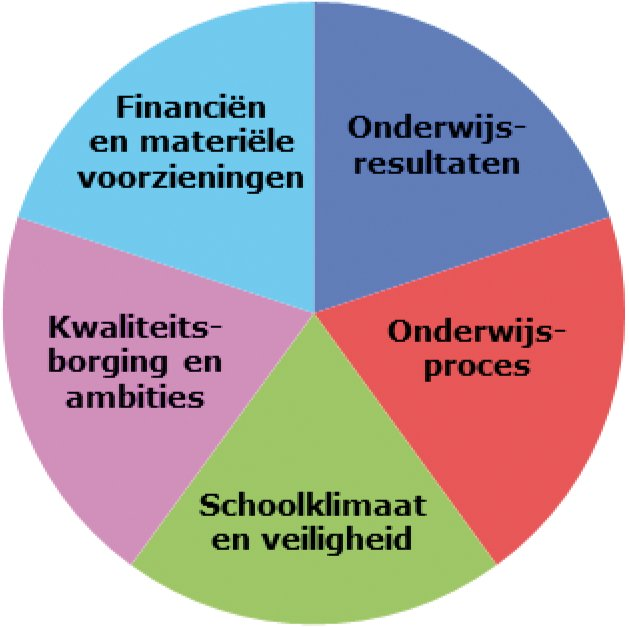 Financiën
en materiële
voorzieningen
Onderwijs-
resultaten
Onderwijs-
proces
Schoolklimaat
en veiligheid
Kwaliteits-
borging en
ambities